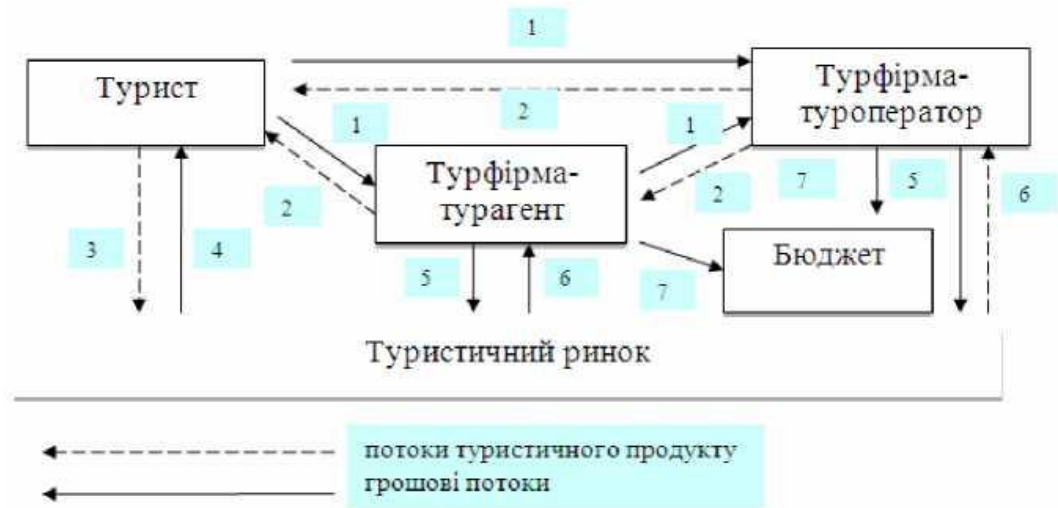 1
Турист
Турфірма-
туроператор
2
1
1
Турфірма-
турагент
2
2
7
5
6
3
4
Бюджет
5
6
7
Туристичний ринок
потоки туристичного продукту
грошові потоки